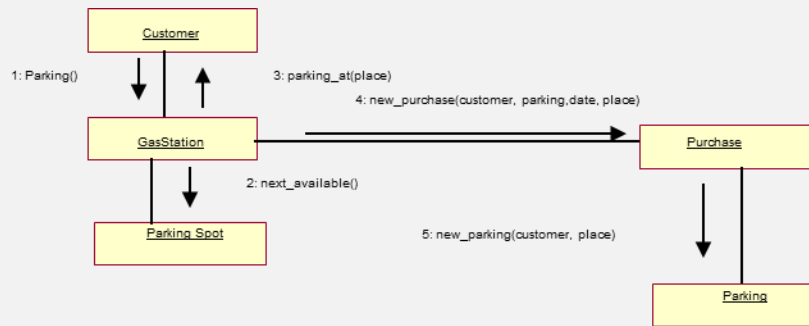 Customer
1: Parking()
3: parking_at(place)
4: new_purchase(customer, parking,date, place)
GasStation
Purchase
2: next_available()
Parking Spot
5: new_parking(customer, place)
Parking